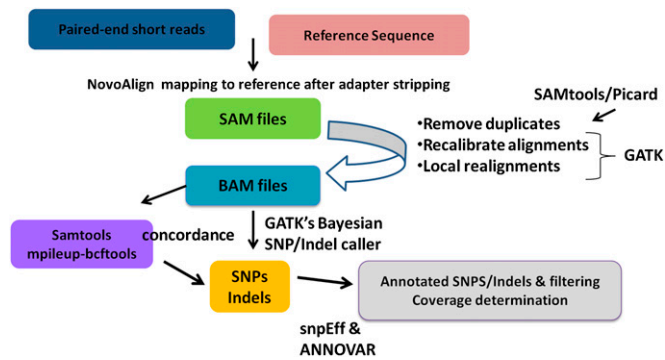 Paired-end short reads
Reference Sequence
NovoAlign mapping to reference after adapter stripping
SAM files
SAMtools/Picard
•Remove duplicates
•Recalibrate alignments
•Local realignments
GATK
BAM files
GATK's Bayesian
SNP/Indel caller
Samtools
mpileup-bcftools
concordance
SNPs
Indels
Annotated SNPS/Indels & filtering
Coverage determination
snpEff &
ANNOVAR